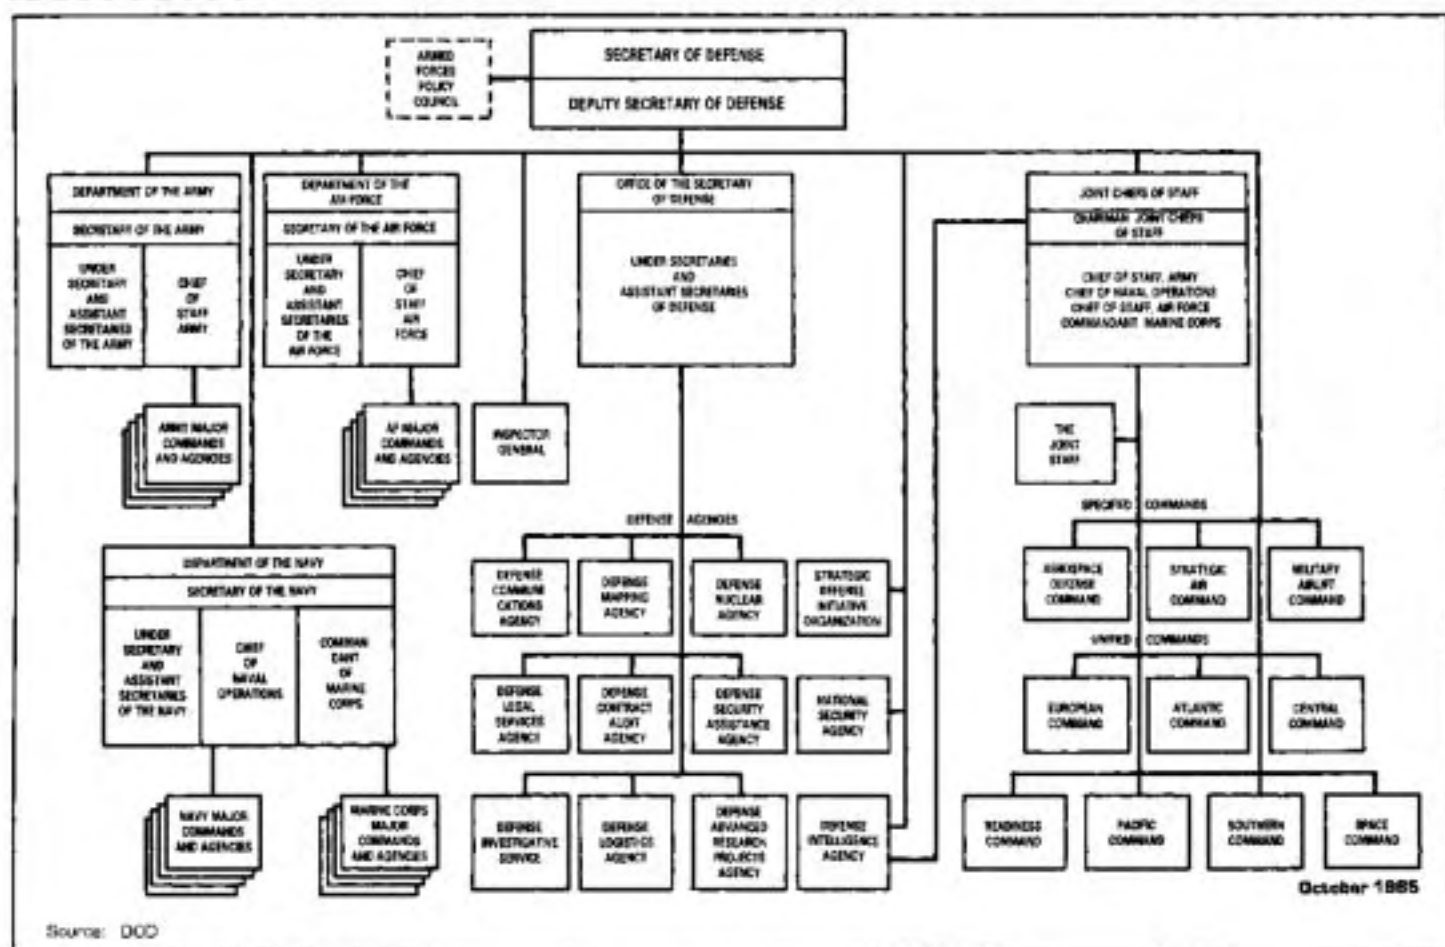 ARMED
FORCES
POLICY
COUNCIL
SECRETARY OF DEFENSE
DEPUTY SECRETARY OF DEFENSE
DEPARTMENT OF THE ARMY
SECRETARY OF THE ARMY
UNDER
SECRETARY
AND
ASSISTANT
SECRETARIES
OF THE ARMY
CHIEF
OF
STAFF
ARMY
DEPARTMENT OF THE
AIR FORCE
SECRETARY OF THE AIR FORCE
UNDER
SECRETARY
AND
ASSISTANT
SECRETARIES
OF THE
AIR FORCE
CHIEF
OF
STAFF
AIR
FORCE
OFFICE OF THE SECRETARY
OF DEFENSE
UNDER SECRETARIES
AND
ASSISTANT SECRETARIES
OF DEFENSE
JOINT CHIEFS OF STAFF
CHAIRMAN JOINT CHIEFS
OF STAFF
CHIEF OF STAFF, ARMY
CHIEF OF NAVAL OPERATIONS
CHIEF OF STAFF, AIR FORCE
COMMANDANT MARINE CORPS
ARMY MAJOR
COMMANDS
AND AGENCIES
AF MAJOR
COMMANDS
AND AGENCIES
INSPECTOR
GENERAL
THE
JOINT
STAFF
DEPARTMENT OF THE NAVY
SECRETARY OF THE NAVY
UNDER
SECRETARY
AND
ASSISTANT
SECRETARIES
OF THE NAVY
CHIEF
OF
NAVAL
OPERATIONS
COMMAN
DANT
OF
MARINE
CORPS
NAVY MAJOR
COMMANDS
AND AGENCIES
MARINE CORPS
MAJOR
COMMANDS
AND AGENCIES
DEFENSE AGENCIES
DEFENSE
COMMUNI
CATIONS
AGENCY
DEFENSE
MAPPING
AGENCY
DEFENSE
NUCLEAR
AGENCY
STRATEGIC
DEFENSE
INITIATIVE
ORGANIZATION
DEFENSE
LEGAL
SERVICES
AGENCY
DEFENSE
CONTRACT
AUDIT
AGENCY
DEFENSE
SECURITY
ASSISTANCE
AGENCY
NATIONAL
SECURITY
AGENCY
DEFENSE
INVESTIGATIVE
SERVICE
DEFENSE
LOGISTICS
AGENCY
DEFENSE
ADVANCED
RESEARCH
PROJECTS
AGENCY
DEFENSE
INTELLIGENCE
AGENCY
SPECIFIED COMMANDS
AEROSPACE
DEFENSE
COMMAND
STRATEGIC
AIR
COMMAND
MILITARY
AIRLIFT
COMMAND
UNIFIED COMMANDS
EUROPEAN
COMMAND
ATLANTIC
COMMAND
CENTRAL
COMMAND
READINESS
COMMAND
PACIFIC
COMMAND
SOUTHERN
COMMAND
SPACE
COMMAND
October 1985
Source: DOD